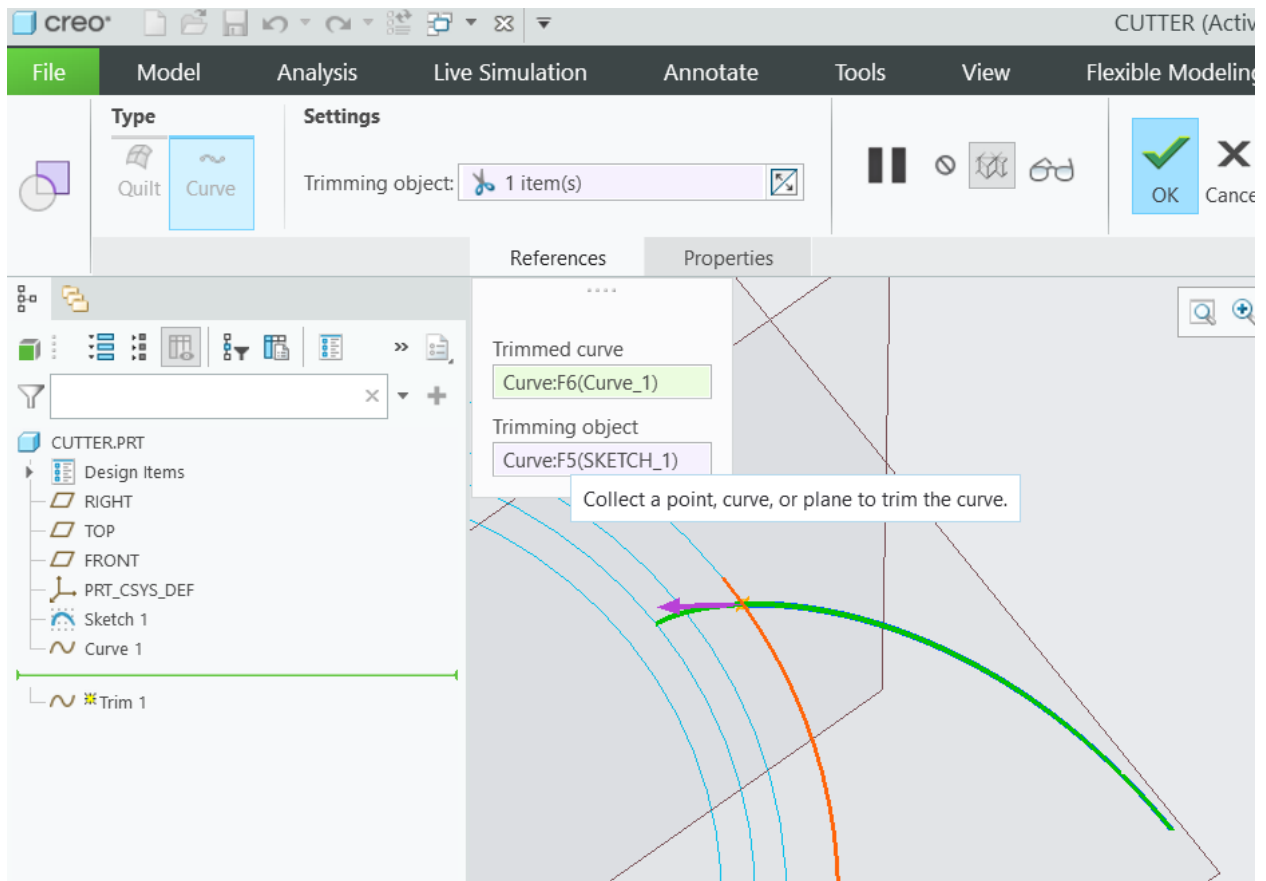 creo®
CUTTER (Activ
File Model Analysis Live Simulation Annotate Tools View Flexible Modeling
Type Settings
Quilt Curve
Trimming object: 1 item(s)
OK Cance
References Properties
Trimmed curve
Curve:F6(Curve_1)
Trimming object
Curve:F5(SKETCH_1)
Collect a point, curve, or plane to trim the curve.
CUTTER.PRT
Design Items
RIGHT
TOP
FRONT
PRT_CSYS_DEF
Sketch 1
Curve 1
Trim 1